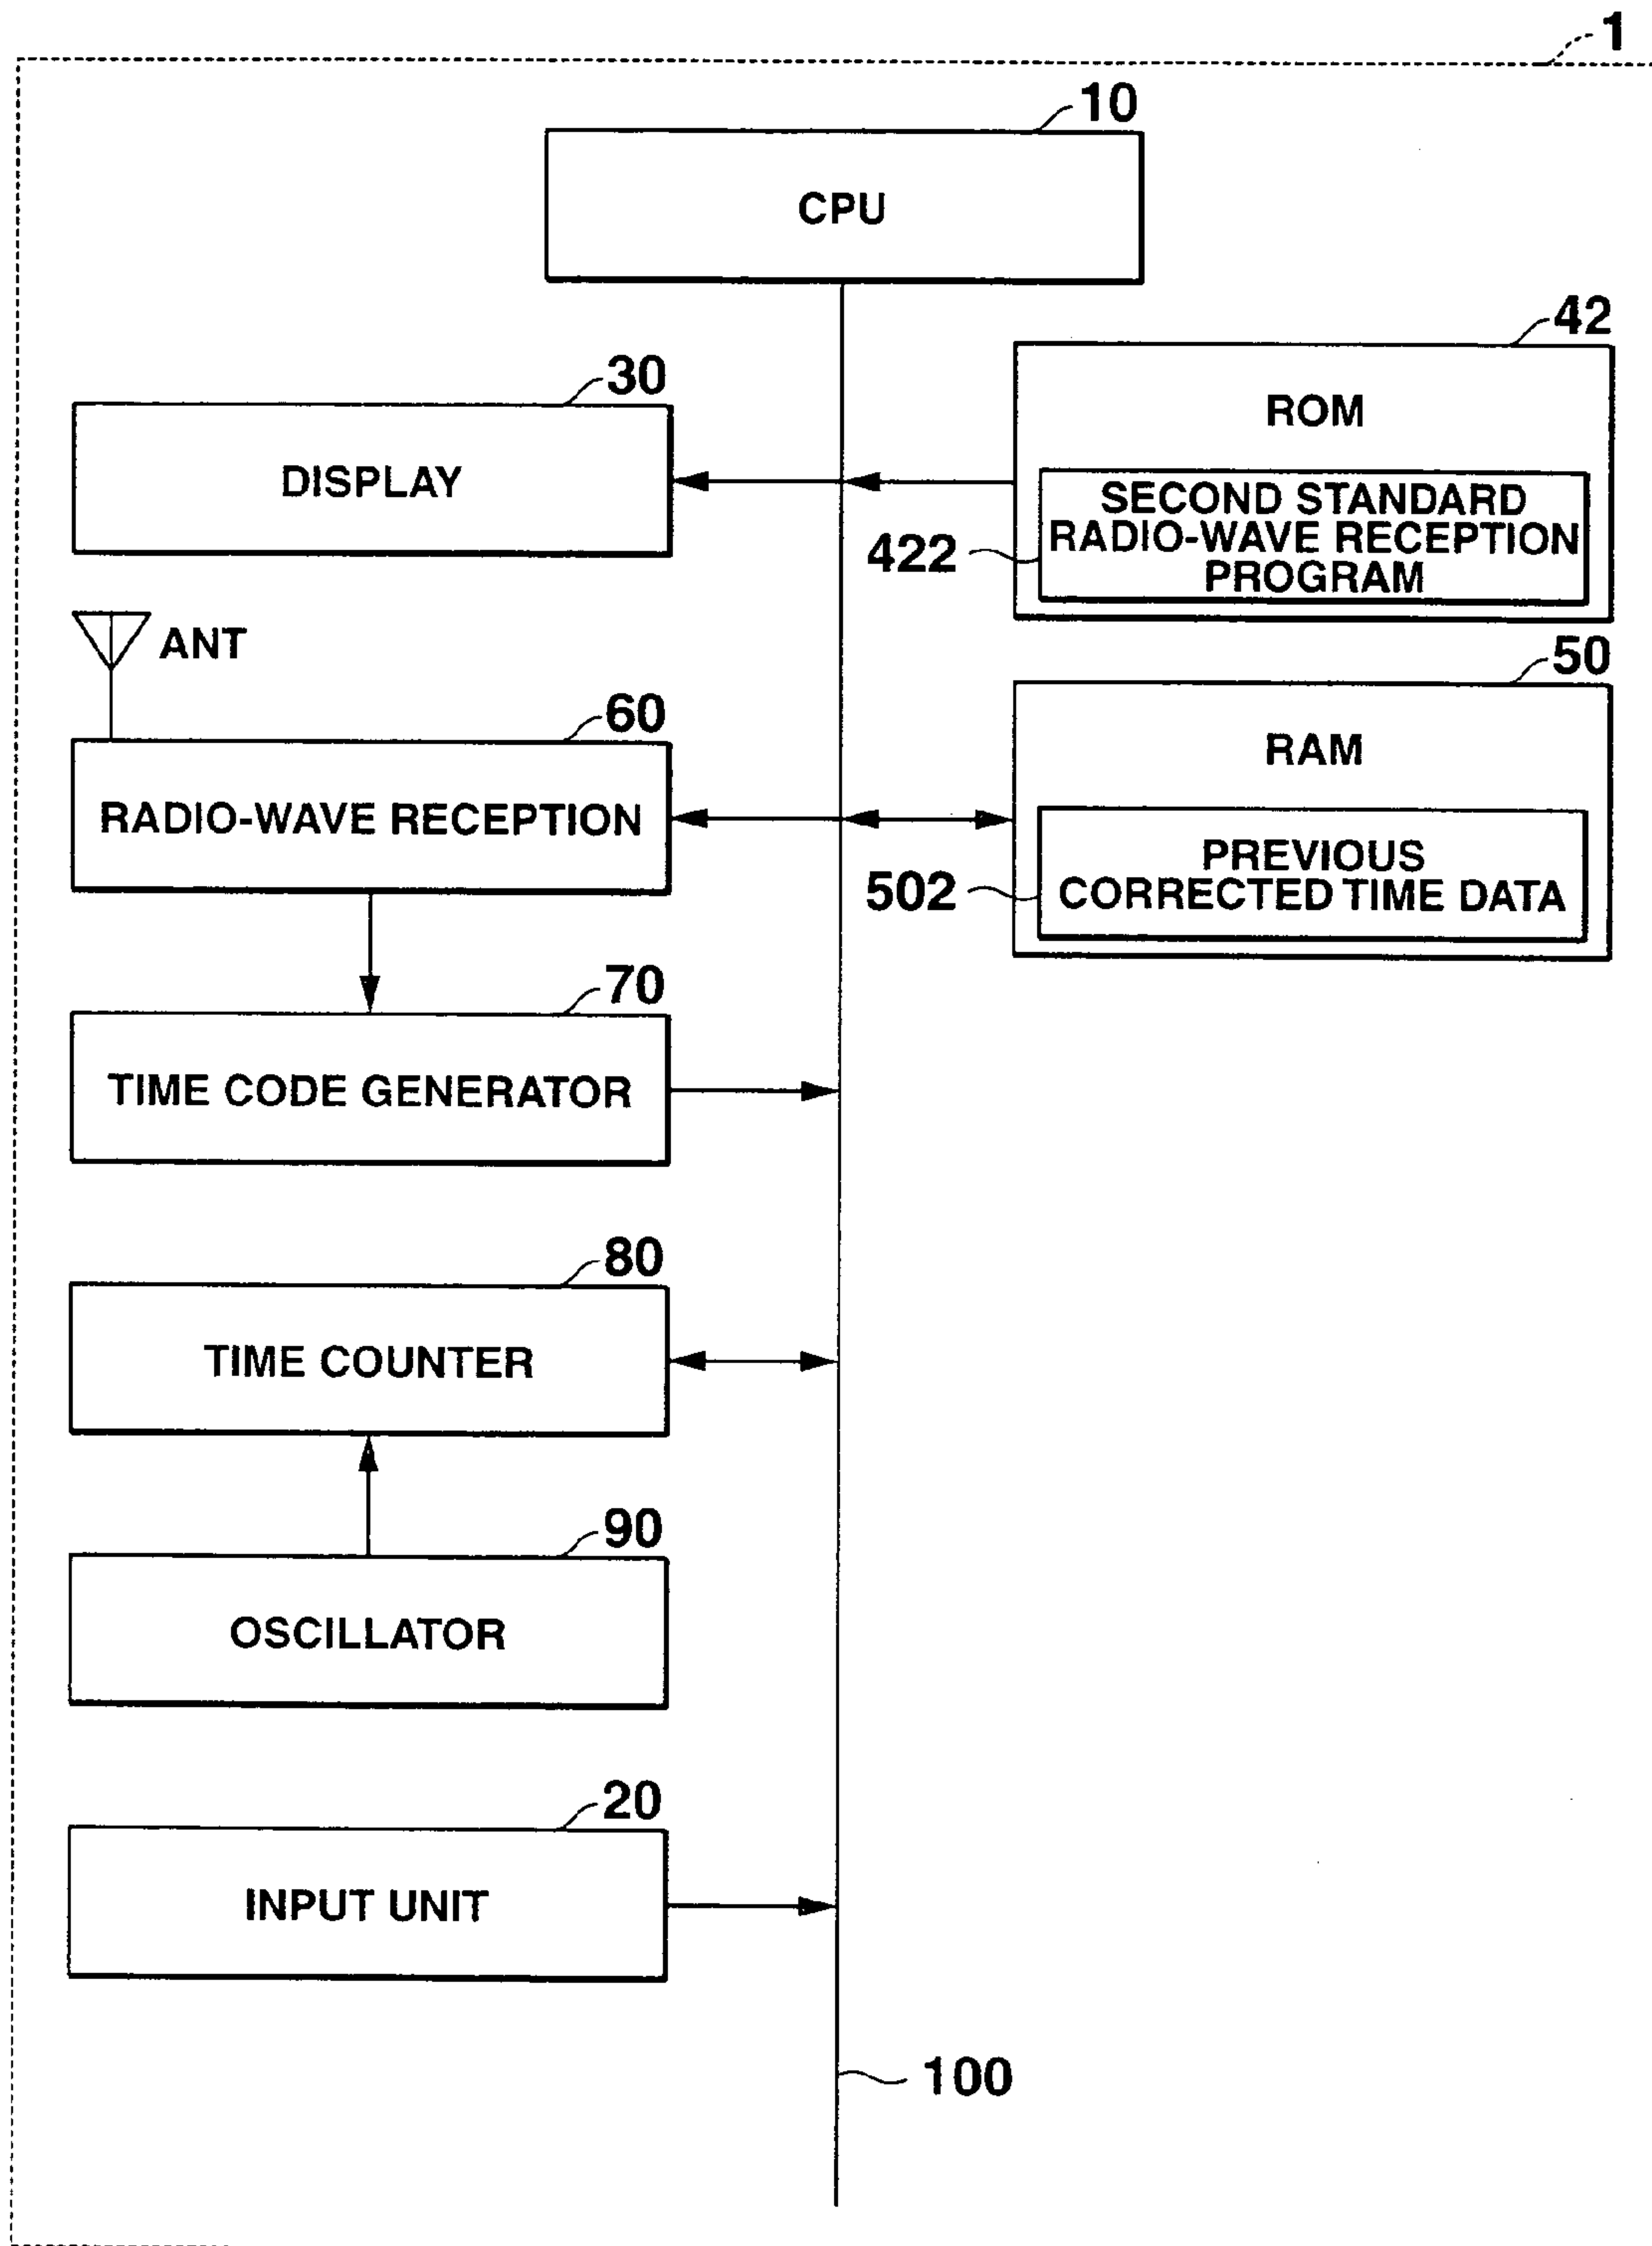 1
10
CPU
42
ROM
SECOND STANDARD
RADIO-WAVE RECEPTION
PROGRAM
422
30
DISPLAY
ANT
50
RAM
PREVIOUS
CORRECTED TIME DATA
502
60
RADIO-WAVE RECEPTION
70
TIME CODE GENERATOR
80
TIME COUNTER
90
OSCILLATOR
20
INPUT UNIT
100